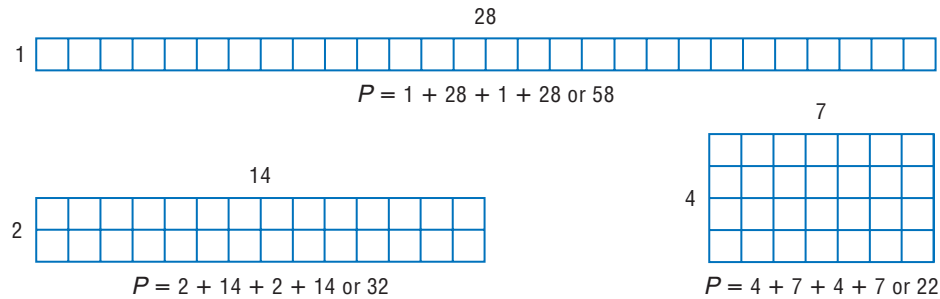 28
1
P = 1 + 28 + 1 + 28 or 58
14
2
P = 2 + 14 + 2 + 14 or 32
7
4
P = 4 + 7 + 4 + 7 or 22